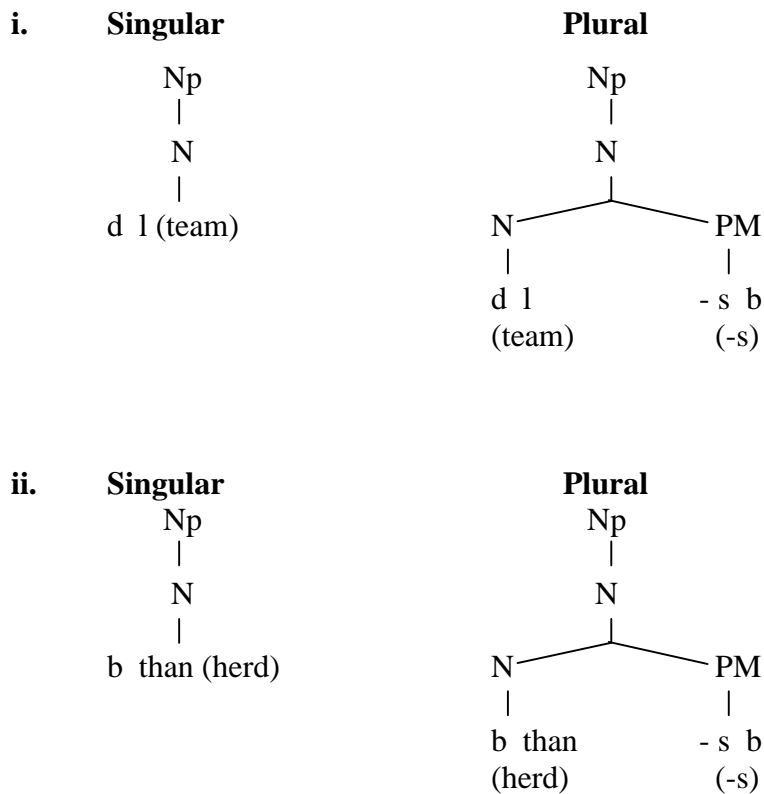 i. Singular Plural
Np Np
N N
d l (team) N PM
d l - s b
(team) (-s)
ii. Singular Plural
Np Np
N N
b than (herd) N PM
b than - s b
(herd) (-s)